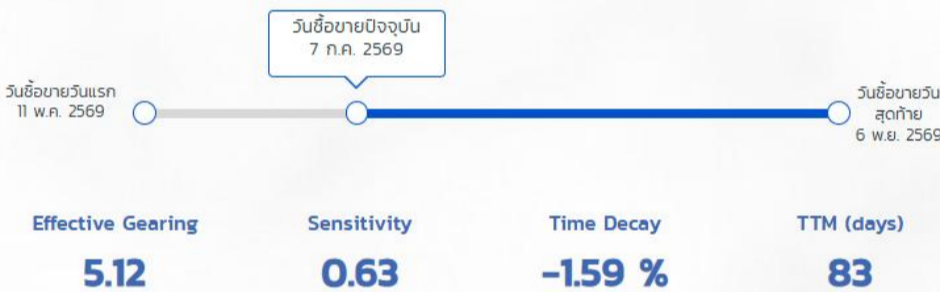 วันซื้อขายปัจจุบัน
7 ก.ค. 2569
วันซื้อขายวันแรก
11 พ.ค. 2569
วันซื้อขายวัน
สุดท้าย
6 พ.ย. 2569
Effective Gearing
Sensitivity
Time Decay
TTM (days)
5.12
0.63
-1.59 %
83